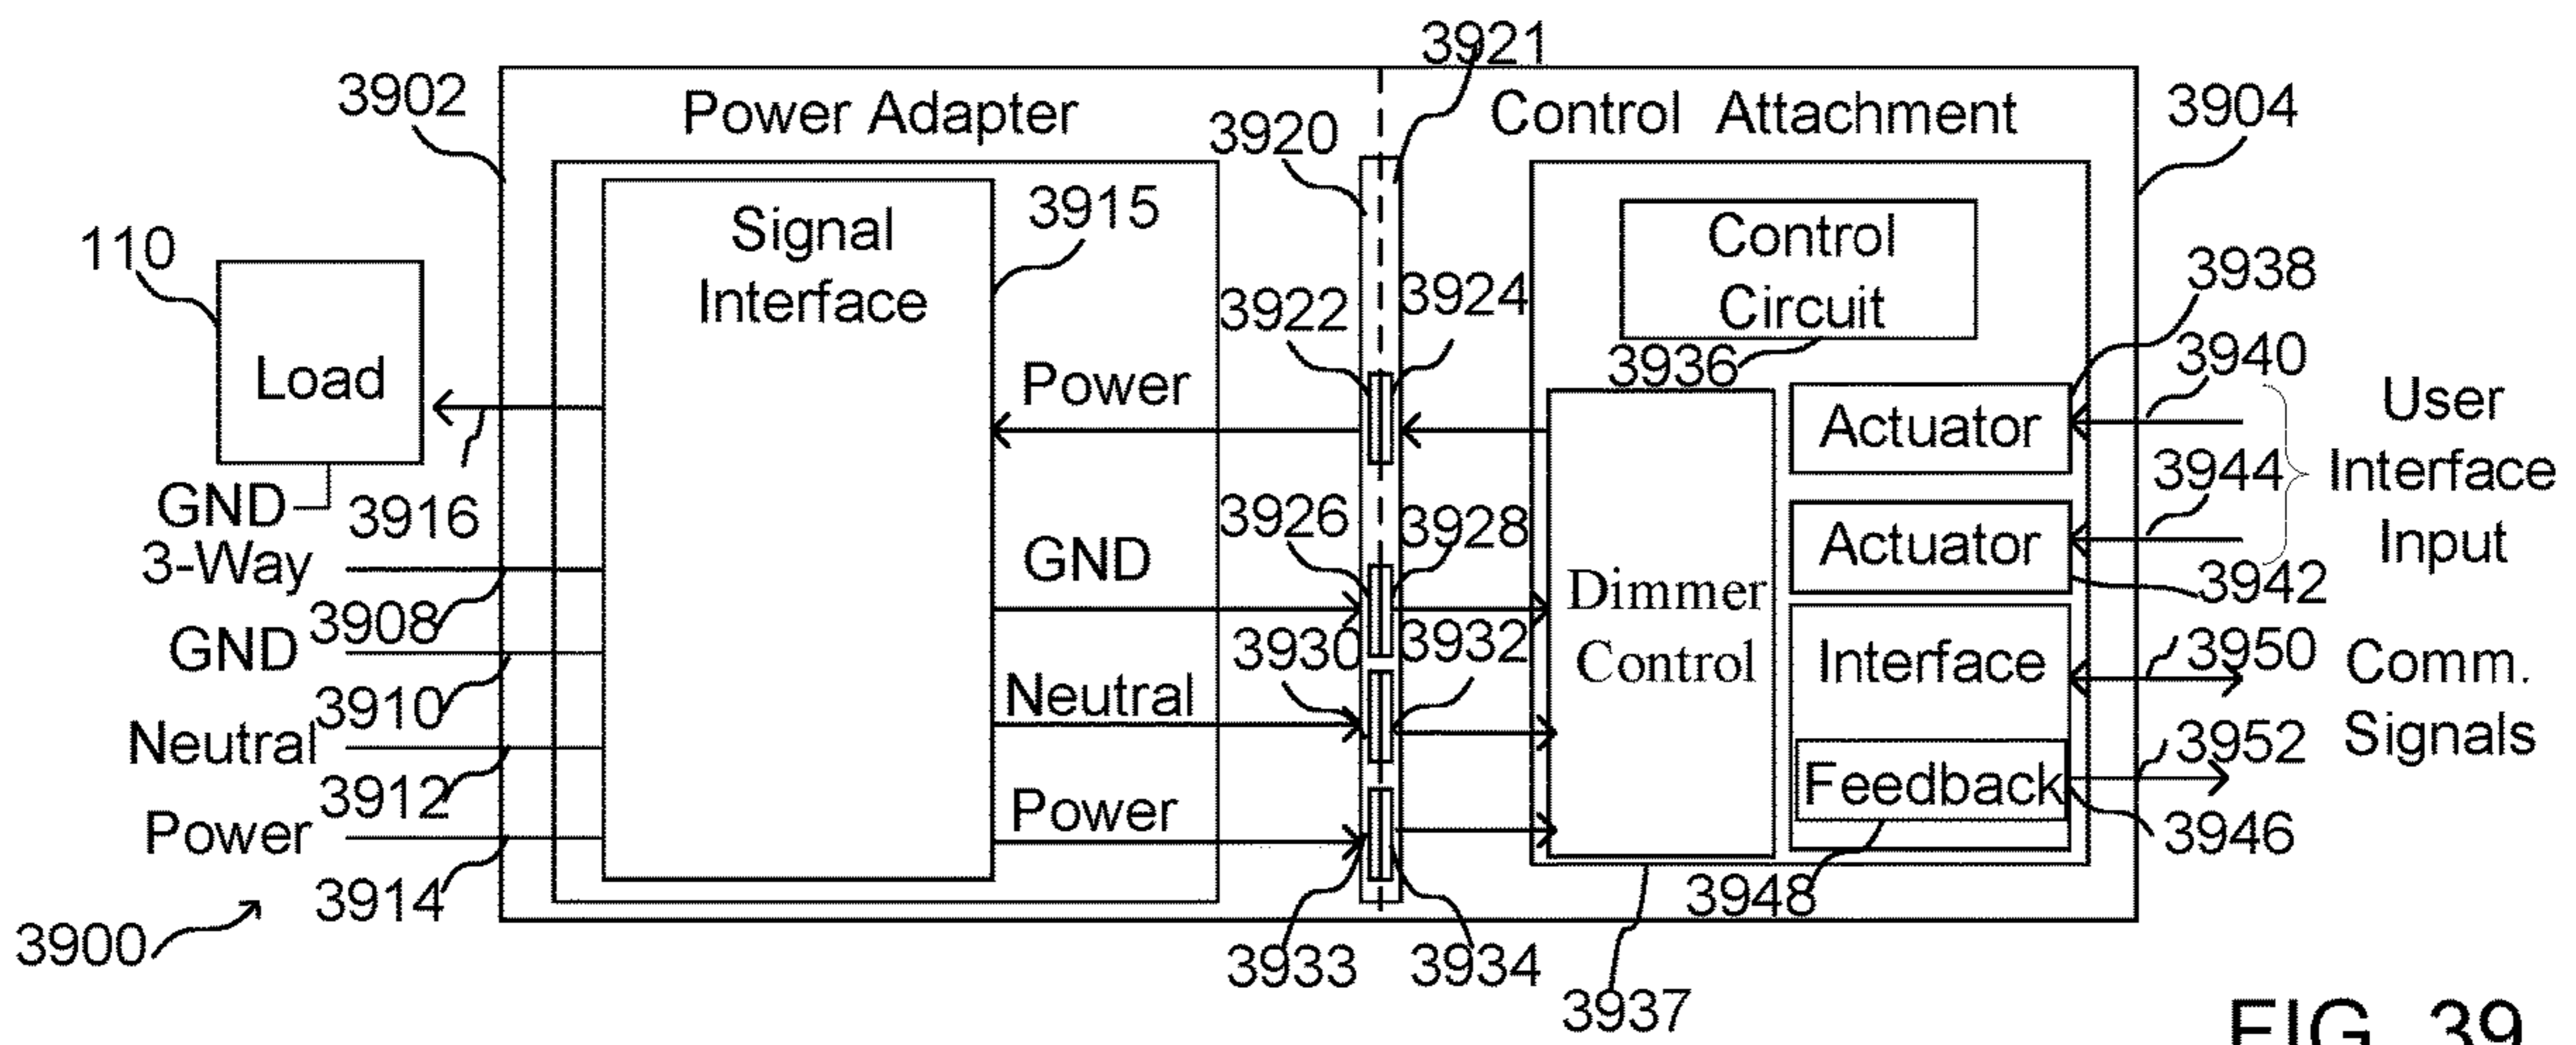 3921
3902
Power Adapter
3920
Control Attachment
3904
110
Signal
Interface
3915
Control
Circuit
3938
3922
3924
3936
3940
Load
Power
Actuator
User
Interface
Input
3944
GND
3916
3926
3928
Actuator
3942
3-Way
3908
GND
Dimmer
Control
GND
3910
3930
3932
Interface
3950
Comm.
Signals
Neutral
3912
Neutral
3952
Power
3914
Power
Feedback
3946
3948
3900
3933
3934
3937
FIG. 39